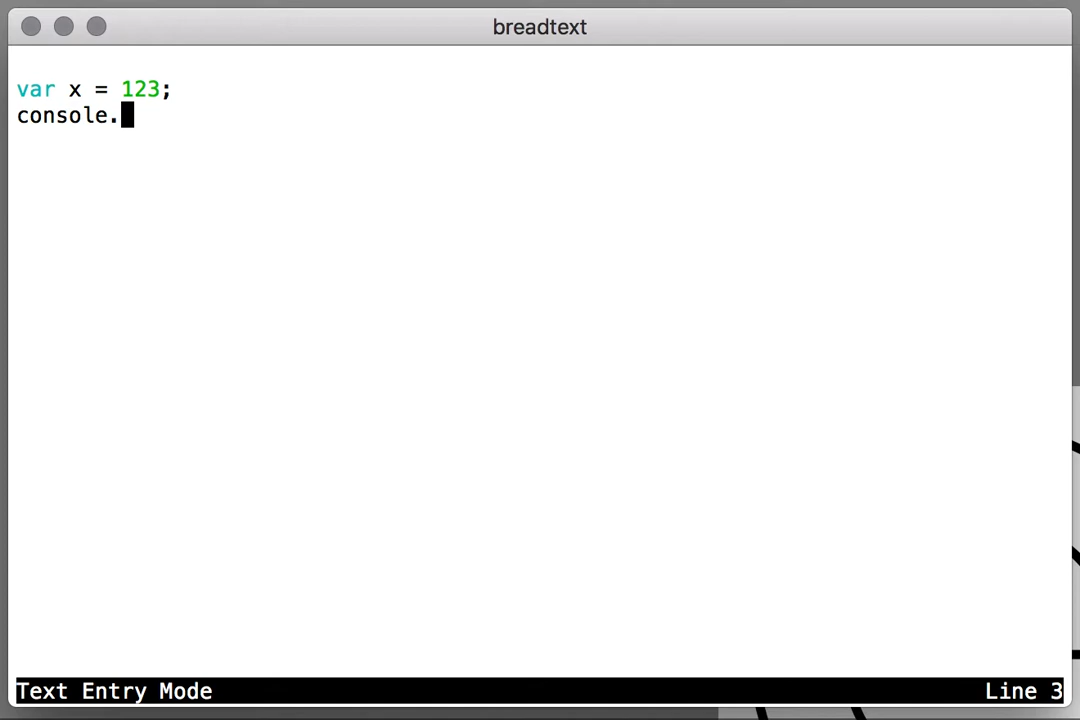 breadtext
var x = 123;
console.
Text Entry Mode Line 3